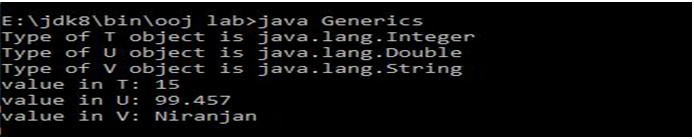 E:\jdk8\bin\ooj lab>java Generics
Type of T object is java.lang.Integer
Type of U object is java.lang.Double
Type of V object is java.lang.String
value in T: 15
value in U: 99.457
value in V: Niranjan